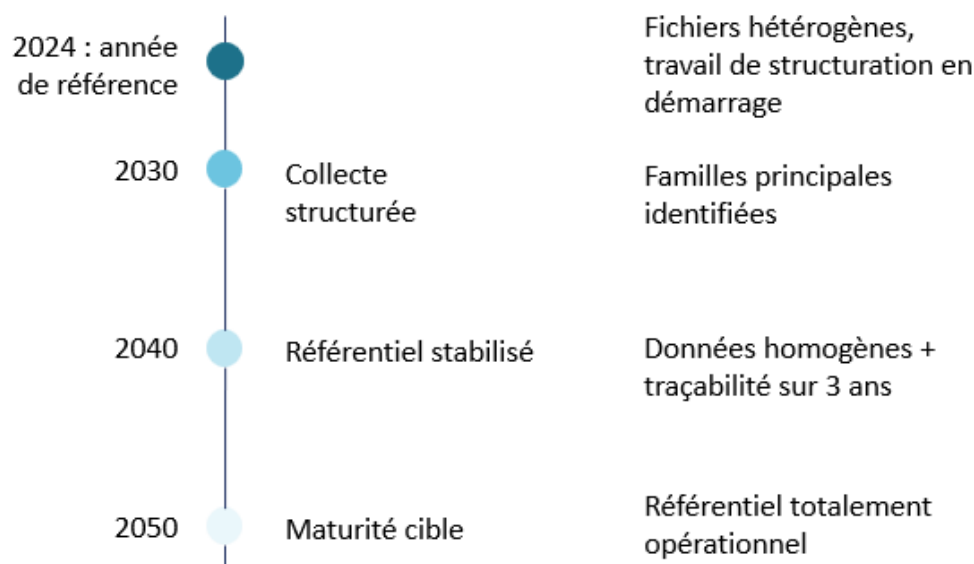 2024 : année
de référence
Fichiers hétérogènes,
travail de structuration en
démarrage
2030
Collecte
structurée
Familles principales
identifiées
2040
Référentiel stabilisé
Données homogènes +
traçabilité sur 3 ans
2050
Maturité cible
Référentiel totalement
opérationnel